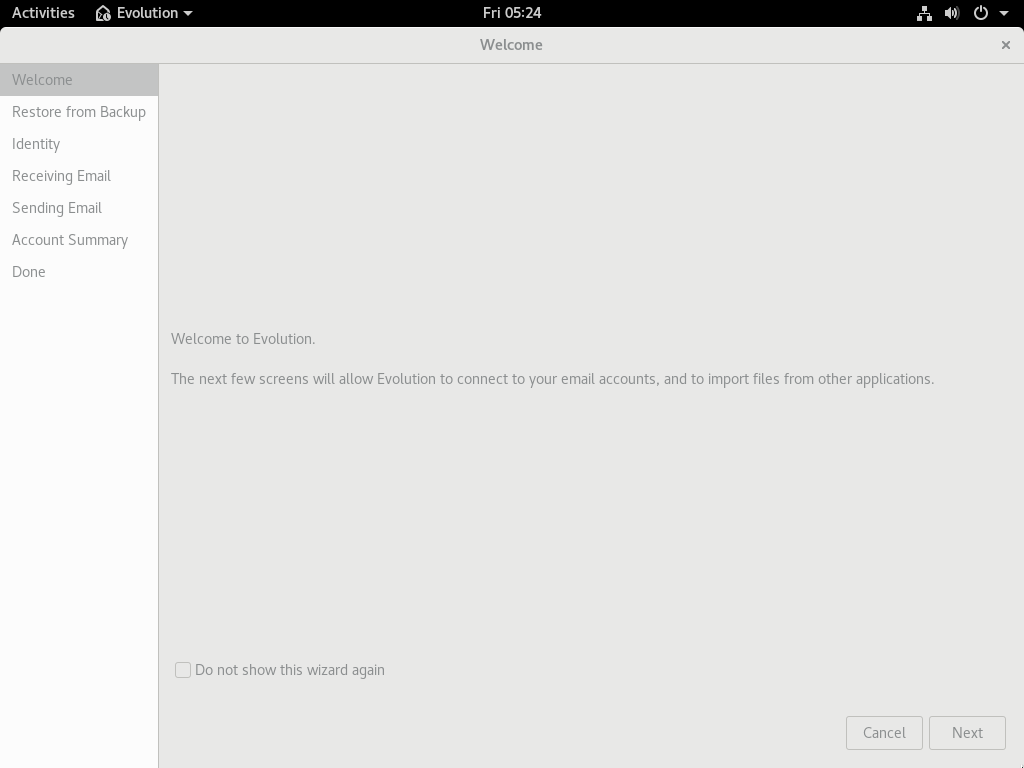 Activities Evolution Fri 05:24
Welcome
Welcome
Restore from Backup
Identity
Receiving Email
Sending Email
Account Summary
Done
Welcome to Evolution.
The next few screens will allow Evolution to connect to your email accounts, and to import files from other applications.
Do not show this wizard again
Cancel Next